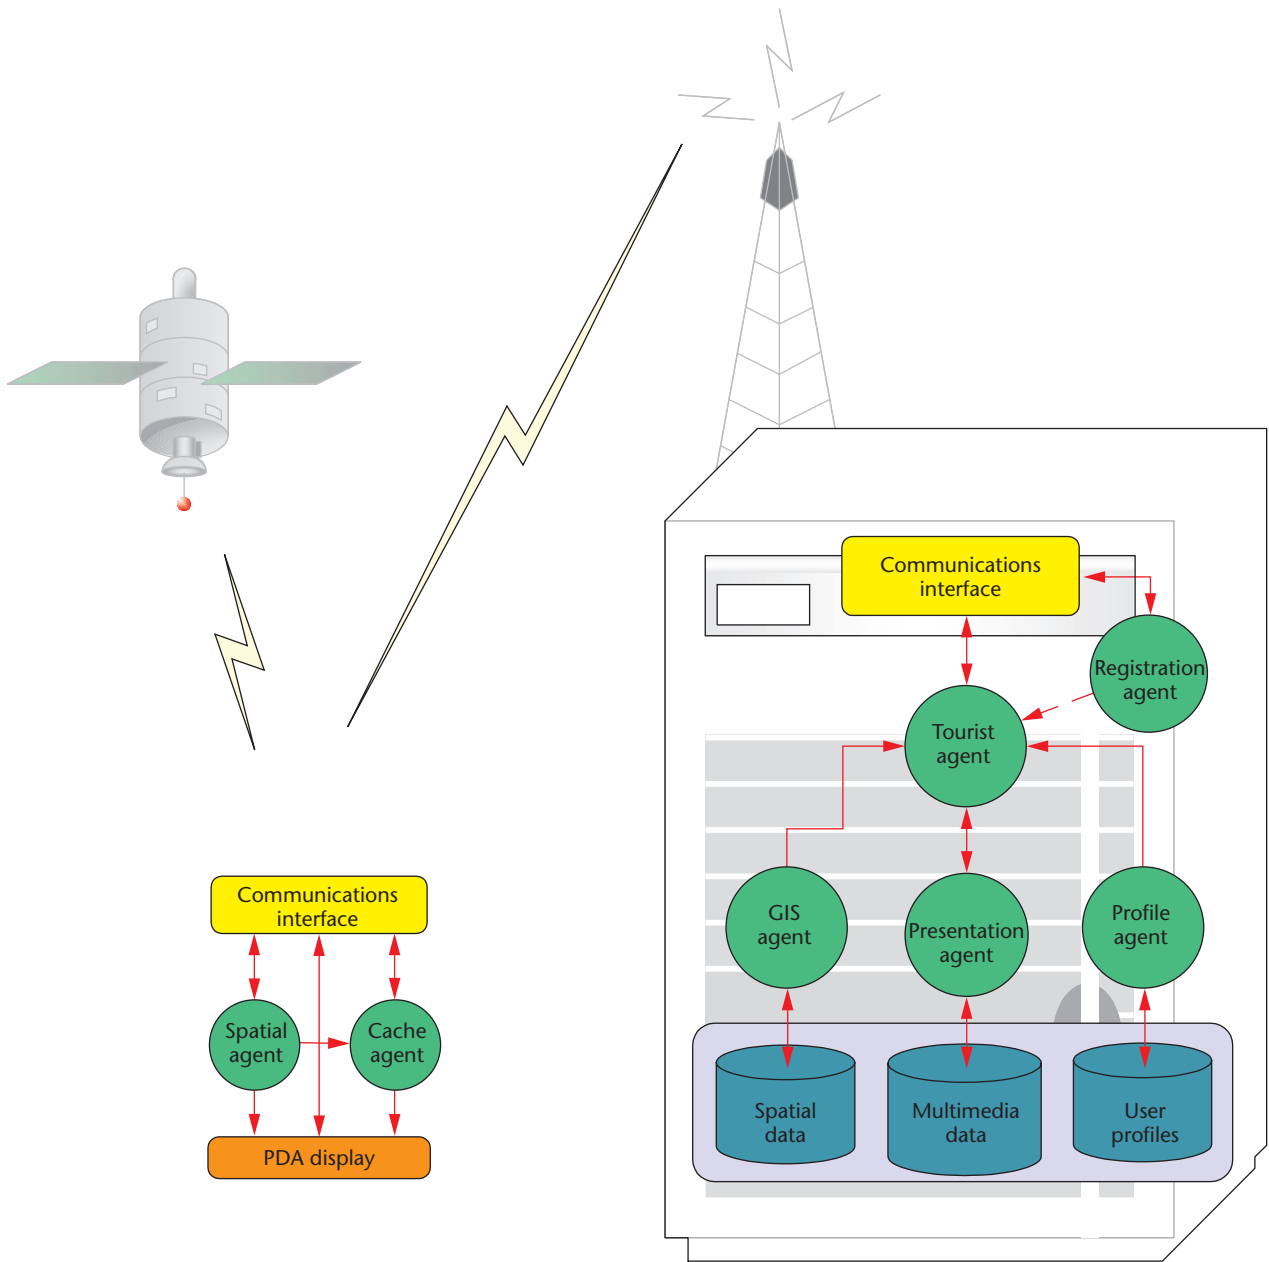 Communications
interface
Registration
agent
Tourist
agent
GIS
agent
Presentation
agent
Profile
agent
Spatial
data
Multimedia
data
User
profiles
Communications
interface
Spatial
agent
Cache
agent
PDA display